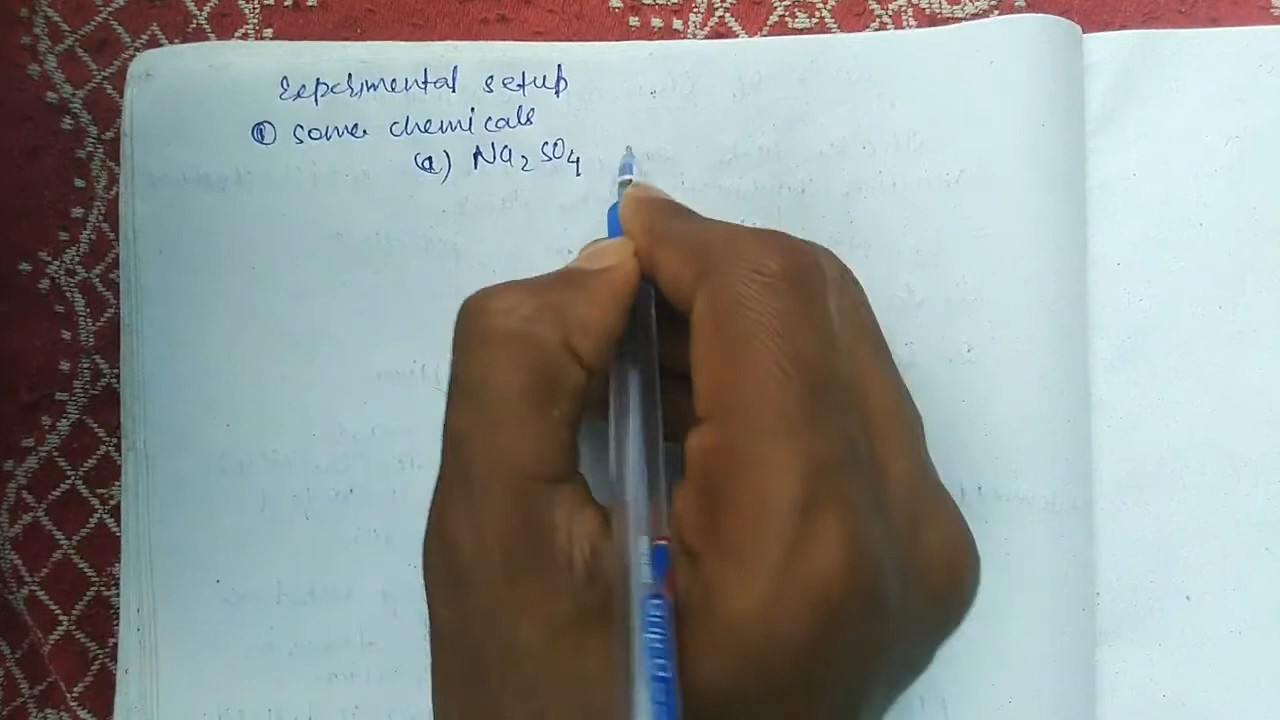 Experimental setup
① some chemicals
(a) Na₂SO₄